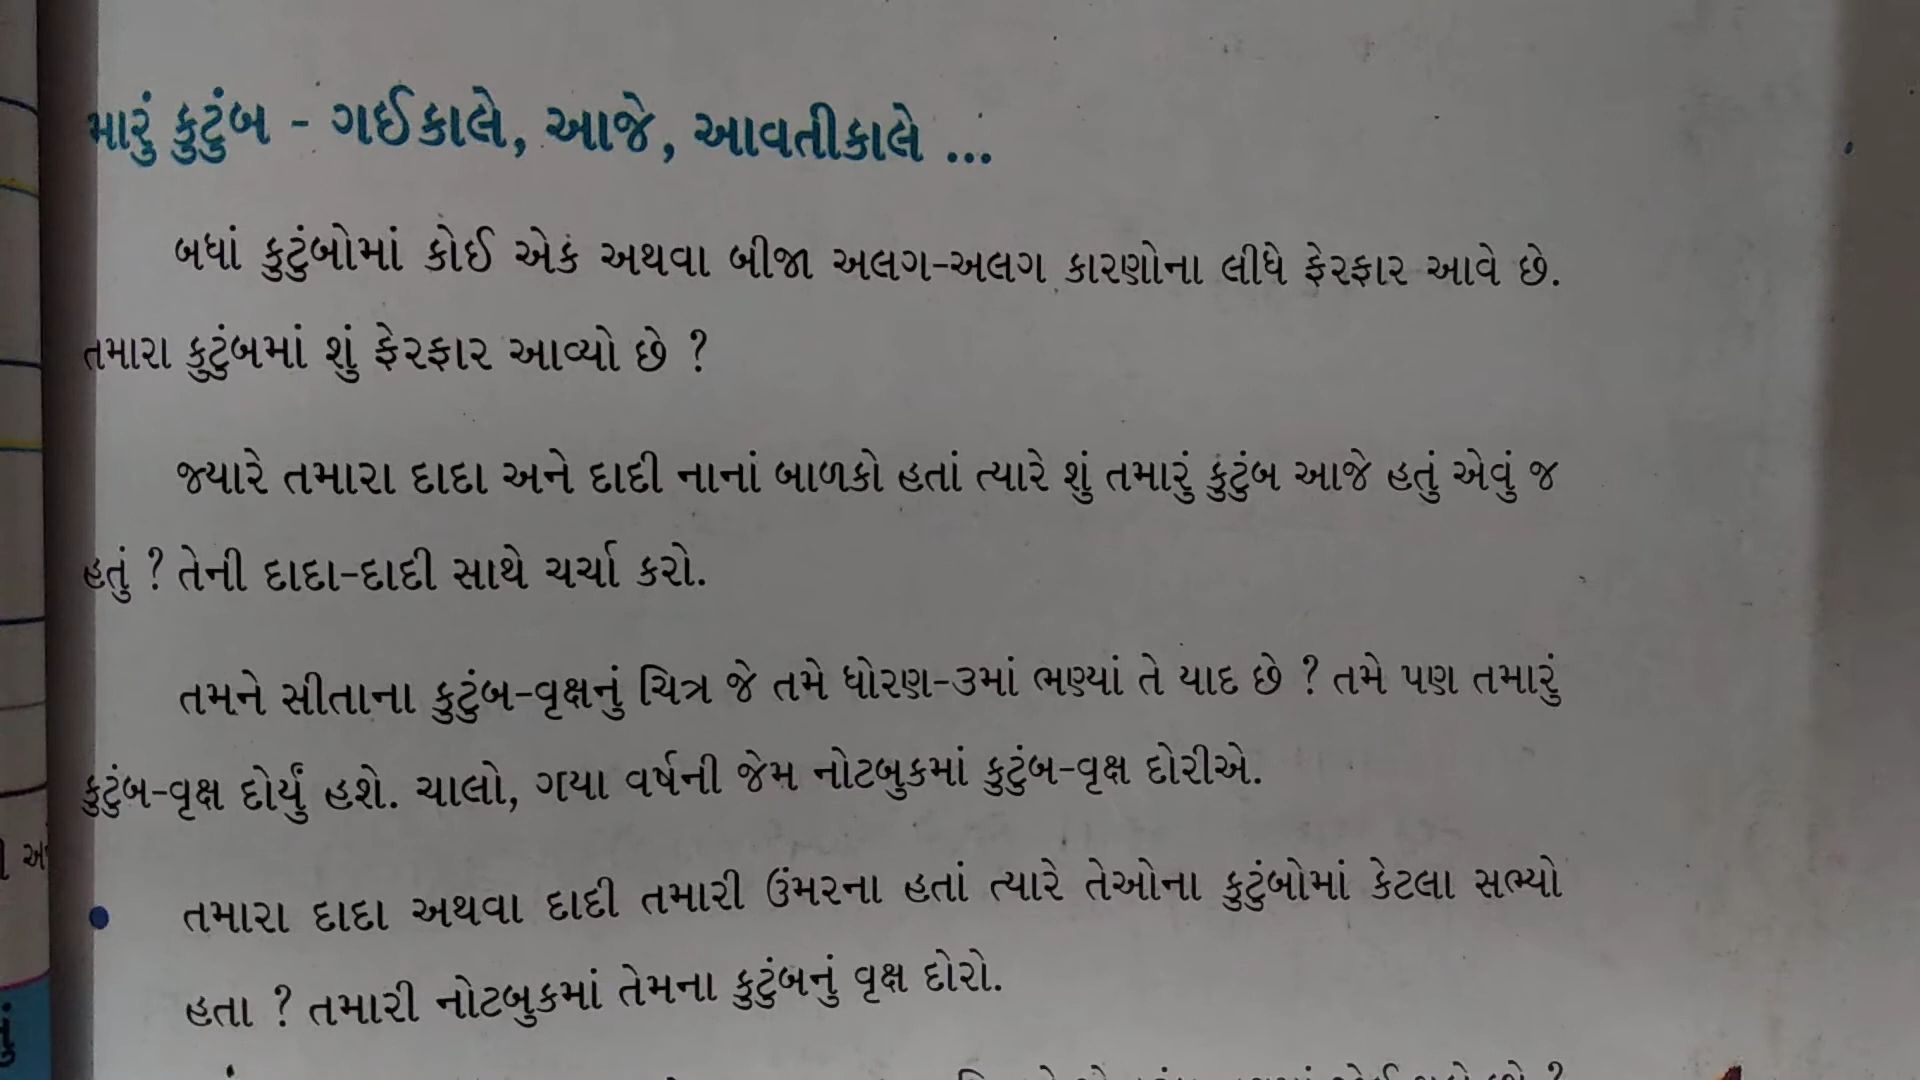 મારું કુટુંબ - ગઈકાલે, આજે, આવતીકાલે ...
બધાં કુટુંબોમાં કોઈ એક અથવા બીજા અલગ-અલગ કારણોના લીધે ફેરફાર આવે છે.
તમારા કુટુંબમાં શું ફેરફાર આવ્યો છે ?
જ્યારે તમારા દાદા અને દાદી નાનાં બાળકો હતાં ત્યારે શું તમારું કુટુંબ આજે હતું એવું જ
હતું ? તેની દાદા-દાદી સાથે ચર્ચા કરો.
તમને સીતાના કુટુંબ-વૃક્ષનું ચિત્ર જે તમે ધોરણ-૩માં ભણ્યાં તે યાદ છે ? તમે પણ તમારું
કુટુંબ-વૃક્ષ દોર્યું હશે. ચાલો, ગયા વર્ષની જેમ નોટબુકમાં કુટુંબ-વૃક્ષ દોરીએ.
• તમારા દાદા અથવા દાદી તમારી ઉંમરના હતાં ત્યારે તેઓના કુટુંબોમાં કેટલા સભ્યો
હતા ? તમારી નોટબુકમાં તેમના કુટુંબનું વૃક્ષ દોરો.